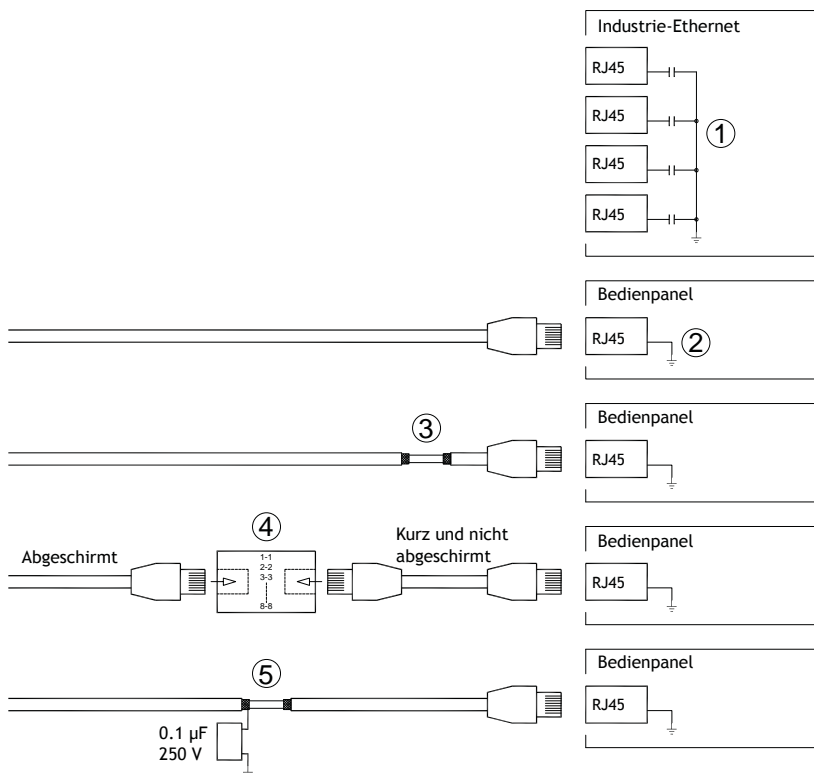 Industrie-Ethernet
RJ45
RJ45
①
RJ45
RJ45
Bedienpanel
RJ45
②
Bedienpanel
③
RJ45
④
Abgeschirmt
1-1
2-2
3-3
8-8
Kurz und nicht
abgeschirmt
Bedienpanel
RJ45
⑤
0.1 µF
250 V
Bedienpanel
RJ45